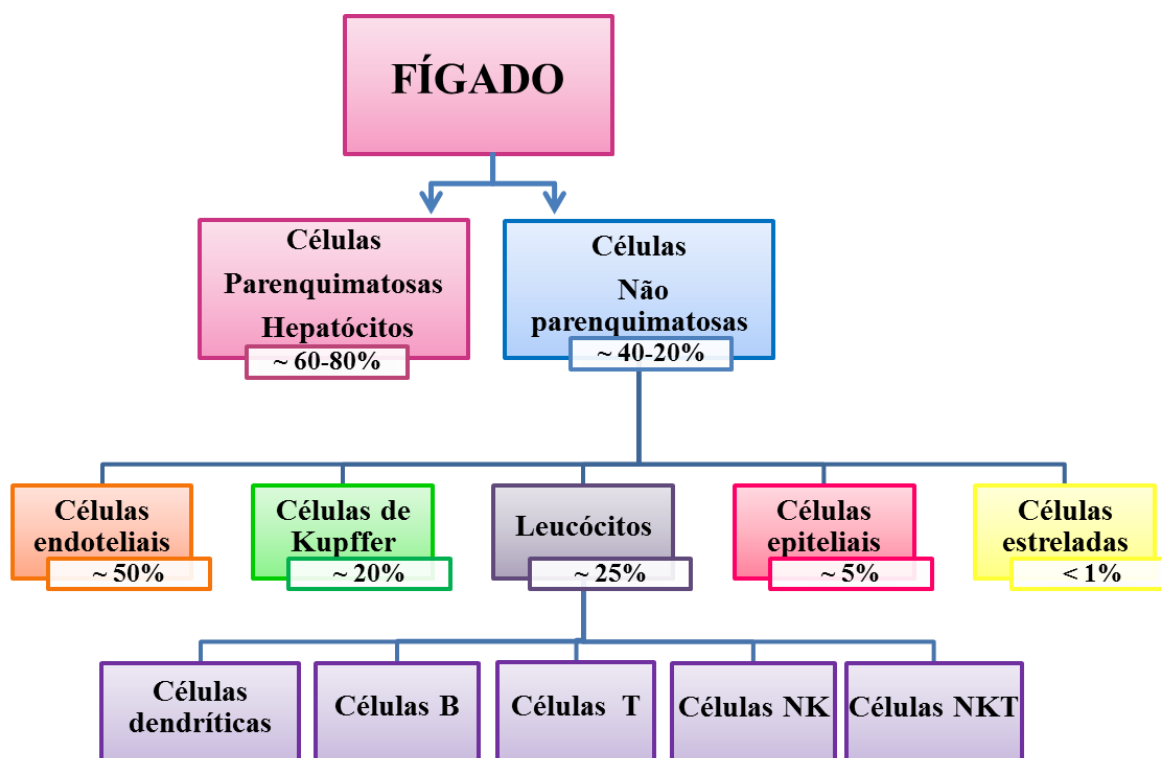 FÍGADO
Células
Parenquimatosas
Hepatócitos
~ 60-80%
Células
Não
parenquimatosas
~ 40-20%
Células
endoteliais
~ 50%
Células de
Kupffer
~ 20%
Leucócitos
~ 25%
Células
epiteliais
~ 5%
Células
estreladas
< 1%
Células
dendríticas
Células B
Células T
Células NK
Células NKT